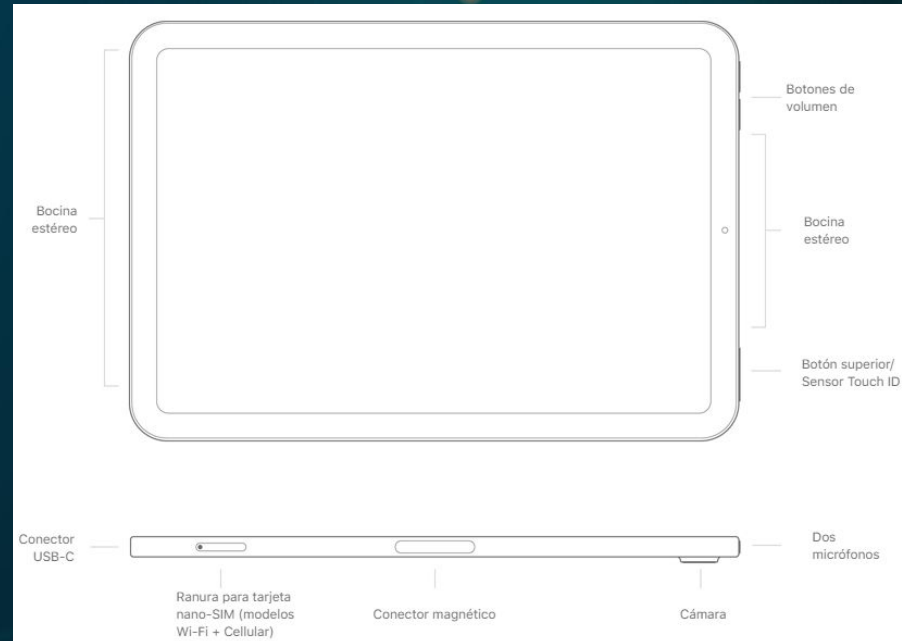 Botones de
volumen
Bocina
estéreo
Bocina
estéreo
Botón superior/
Sensor Touch ID
Conector
USB-C
Dos
micrófonos
Ranura para tarjeta
nano-SIM (modelos
Wi-Fi + Cellular)
Conector magnético
Cámara